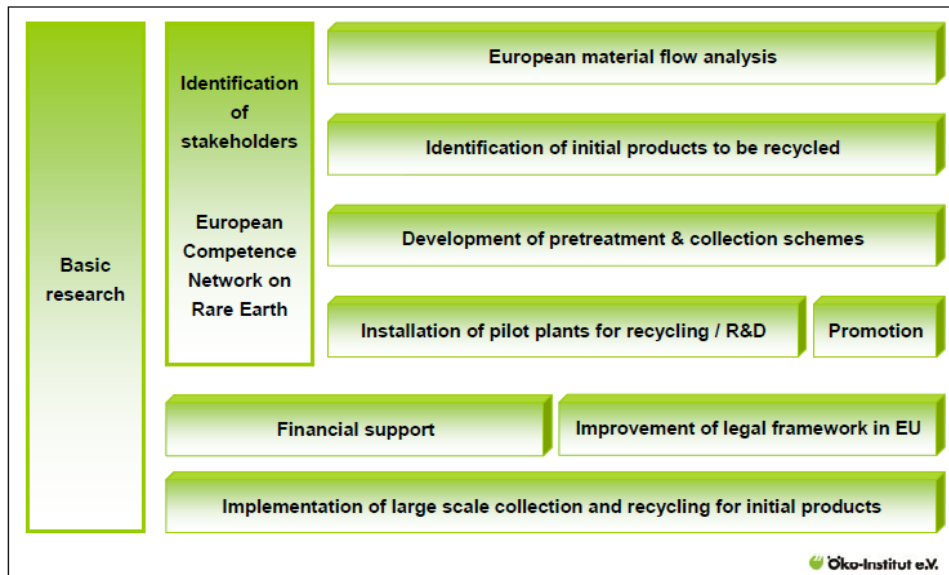 Basic
research
Identification
of
stakeholders
European
Competence
Network on
Rare Earth
European material flow analysis
Identification of initial products to be recycled
Development of pretreatment & collection schemes
Installation of pilot plants for recycling / R&D
Promotion
Financial support
Improvement of legal framework in EU
Implementation of large scale collection and recycling for initial products
Öko-Institut e.V.